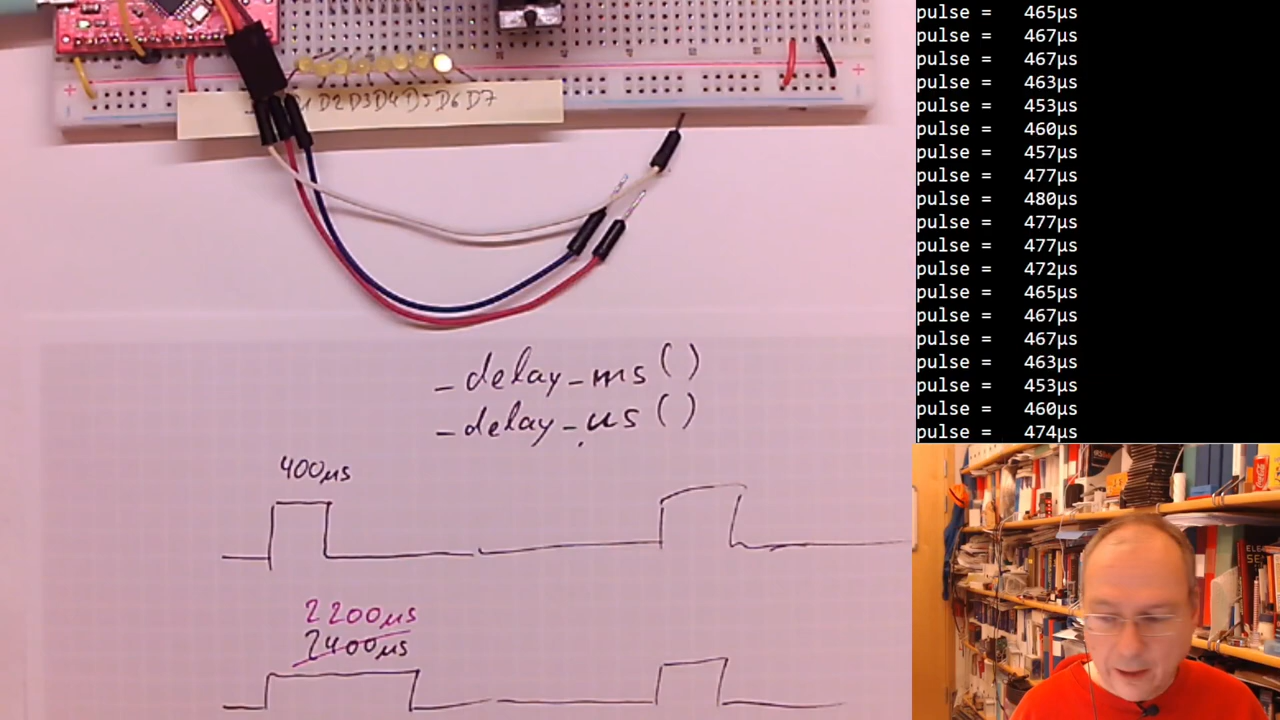 D2 D3 D4 D5 D6 D7
_delay_ms()
_delay_us()
400µs
2200µs
2400µs
pulse =   465µs
pulse =   467µs
pulse =   467µs
pulse =   463µs
pulse =   453µs
pulse =   460µs
pulse =   457µs
pulse =   477µs
pulse =   480µs
pulse =   477µs
pulse =   477µs
pulse =   472µs
pulse =   465µs
pulse =   467µs
pulse =   467µs
pulse =   463µs
pulse =   453µs
pulse =   460µs
pulse =   474µs